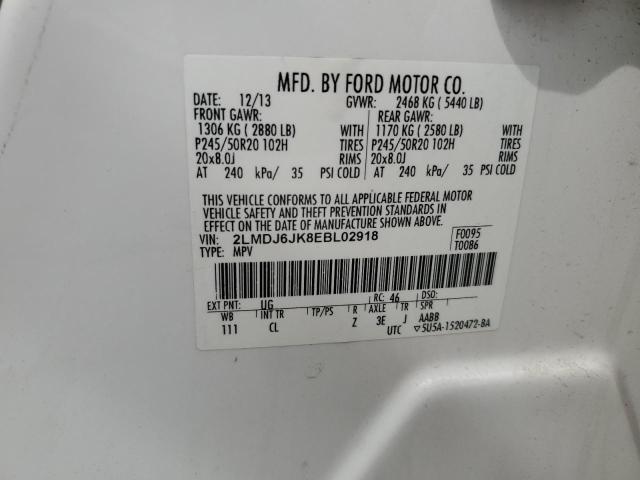 MFD. BY FORD MOTOR CO.
DATE: 12/13 GVWR: 2468 KG ( 5440 LB)
FRONT GAWR: REAR GAWR:
1306 KG ( 2880 LB) WITH 1170 KG ( 2580 LB) WITH
P245/50R20 102H TIRES P245/50R20 102H TIRES
20x8.0J RIMS 20x8.0J RIMS
AT 240 kPa/ 35 PSI COLD AT 240 kPa/ 35 PSI COLD
THIS VEHICLE CONFORMS TO ALL APPLICABLE FEDERAL MOTOR
VEHICLE SAFETY AND THEFT PREVENTION STANDARDS IN
EFFECT ON THE DATE OF MANUFACTURE SHOWN ABOVE.
VIN: 2LMDJ6JK8EBL02918 F0095
TYPE: MPV T0086
EXT PNT: UG RC: 46 DSO:
WB INT TR TP/PS R AXLE TR SPR
111 CL Z 3E J AABB
UTC ▽5U5A-1520472-BA